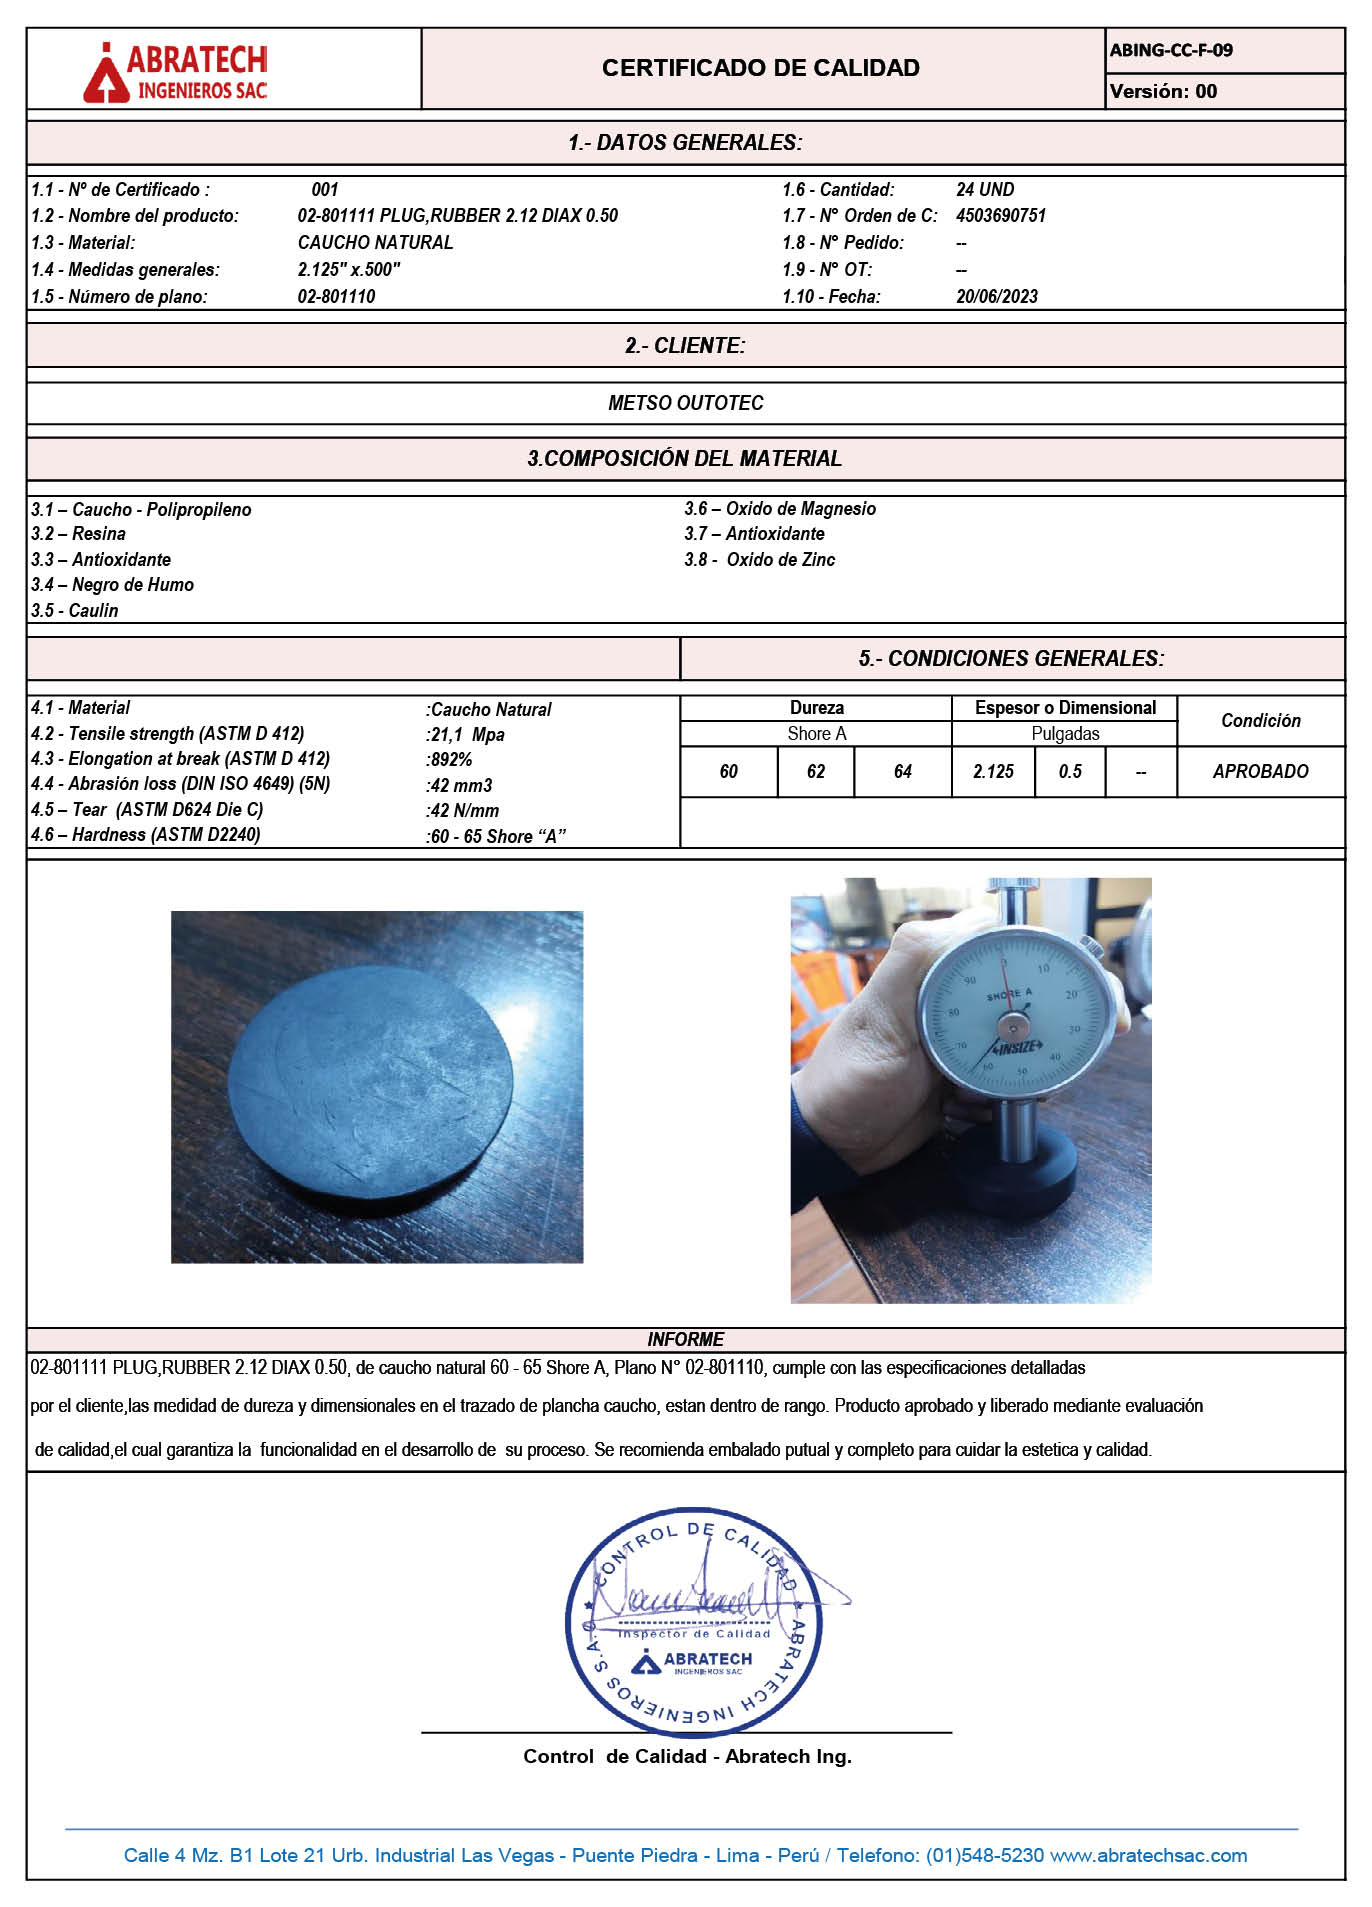 ABRATECH
INGENIEROS SAC
CERTIFICADO DE CALIDAD
ABING-CC-F-09
Versión: 00
1.- DATOS GENERALES:
1.1 - Nº de Certificado : 001
1.2 - Nombre del producto: 02-801111 PLUG,RUBBER 2.12 DIAX 0.50
1.3 - Material: CAUCHO NATURAL
1.4 - Medidas generales: 2.125" x.500"
1.5 - Número de plano: 02-801110
1.6 - Cantidad: 24 UND
1.7 - N° Orden de C: 4503690751
1.8 - N° Pedido: --
1.9 - N° OT: --
1.10 - Fecha: 20/06/2023
2.- CLIENTE:
METSO OUTOTEC
3.COMPOSICIÓN DEL MATERIAL
3.1 – Caucho - Polipropileno
3.2 – Resina
3.3 – Antioxidante
3.4 – Negro de Humo
3.5 - Caulin
3.6 – Oxido de Magnesio
3.7 – Antioxidante
3.8 - Oxido de Zinc
4.1 - Material :Caucho Natural
4.2 - Tensile strength (ASTM D 412) :21,1 Mpa
4.3 - Elongation at break (ASTM D 412) :892%
4.4 - Abrasión loss (DIN ISO 4649) (5N) :42 mm3
4.5 – Tear (ASTM D624 Die C) :42 N/mm
4.6 – Hardness (ASTM D2240) :60 - 65 Shore “A”
5.- CONDICIONES GENERALES:
Dureza Espesor o Dimensional Condición
Shore A Pulgadas
60 62 64 2.125 0.5 -- APROBADO
0 10 20 30 40 50 60 70 80 90
SHORE A
INSIZE
INFORME
02-801111 PLUG,RUBBER 2.12 DIAX 0.50, de caucho natural 60 - 65 Shore A, Plano N° 02-801110, cumple con las especificaciones detalladas
por el cliente,las medidad de dureza y dimensionales en el trazado de plancha caucho, estan dentro de rango. Producto aprobado y liberado mediante evaluación
de calidad,el cual garantiza la funcionalidad en el desarrollo de su proceso. Se recomienda embalado putual y completo para cuidar la estetica y calidad.
CONTROL DE CALIDAD
Inspector de Calidad
ABRATECH
INGENIEROS SAC
ABRATECH INGENIEROS S.A.C
Control de Calidad - Abratech Ing.
Calle 4 Mz. B1 Lote 21 Urb. Industrial Las Vegas - Puente Piedra - Lima - Perú / Telefono: (01)548-5230 www.abratechsac.com